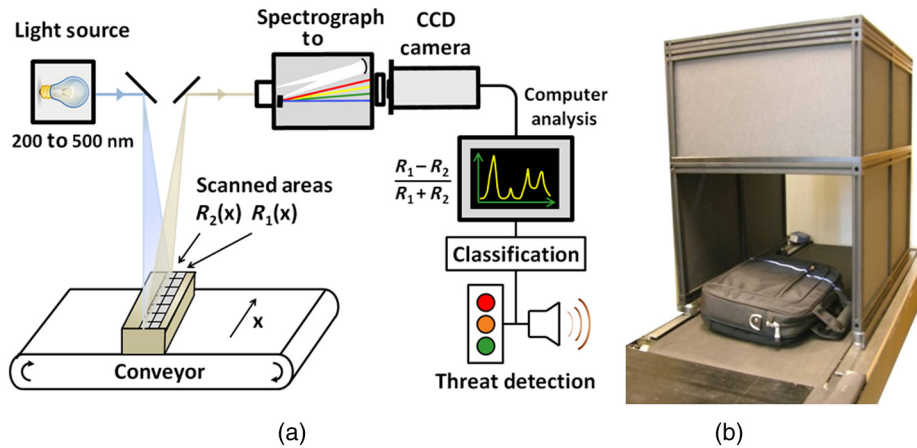 Light source
200 to 500 nm
Spectrograph
to
CCD
camera
Computer
analysis
R₁ – R₂
R₁ + R₂
Scanned areas
R₂(x) R₁(x)
x
Conveyor
Classification
Threat detection
(a)
(b)